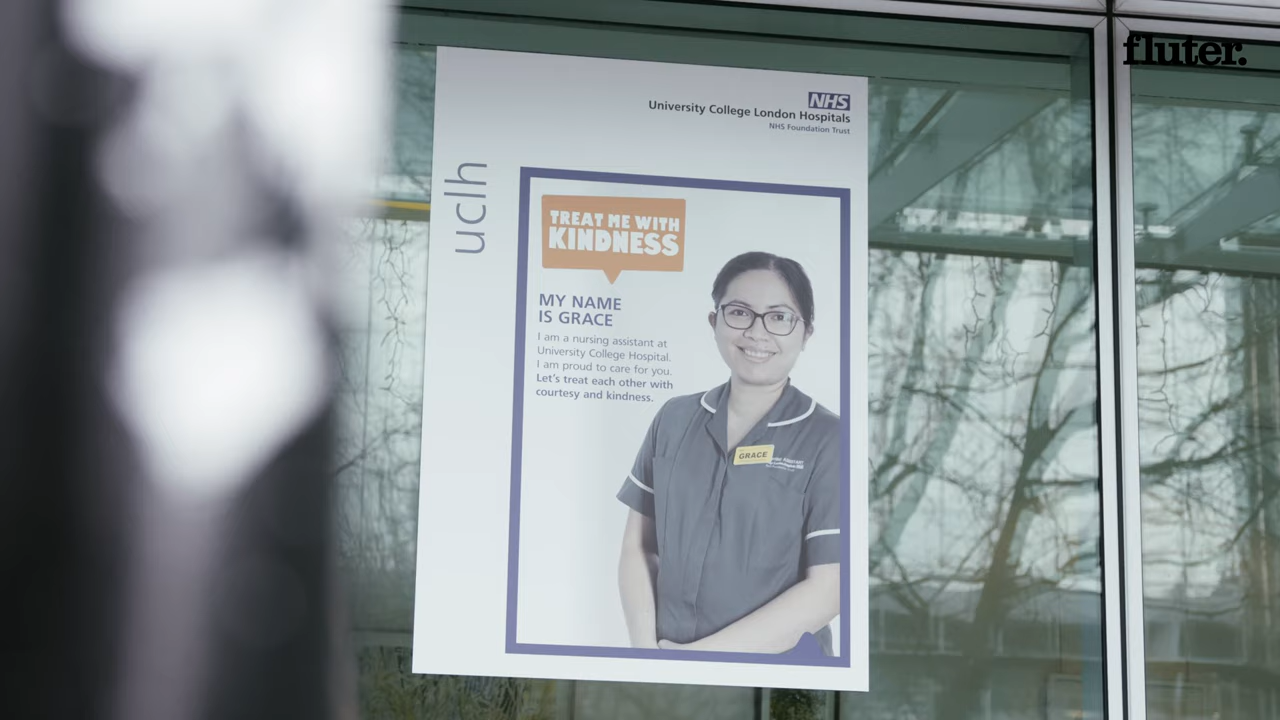 fluter.
NHS
University College London Hospitals
NHS Foundation Trust
uclh
TREAT ME WITH
KINDNESS
MY NAME
IS GRACE
I am a nursing assistant at
University College Hospital.
I am proud to care for you.
Let's treat each other with
courtesy and kindness.
GRACE